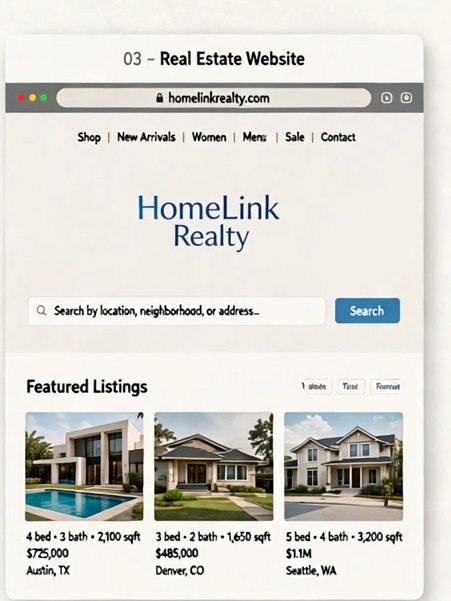 03 – Real Estate Website
homelinkrealty.com
Shop | New Arrivals | Women | Menu | Sale | Contact
HomeLink
Realty
Search by location, neighborhood, or address...
Search
Featured Listings
4 bed • 3 bath • 2,100 sqft
$725,000
Austin, TX
3 bed • 2 bath • 1,650 sqft
$485,000
Denver, CO
5 bed • 4 bath • 3,200 sqft
$1.1M
Seattle, WA